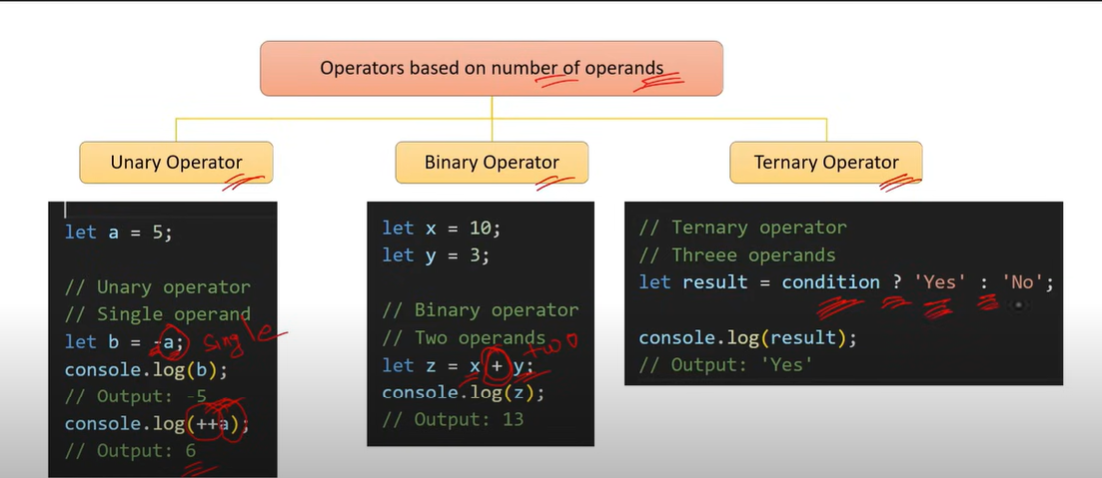 Operators based on number of operands
Unary Operator
Binary Operator
Ternary Operator
let a = 5;
// Unary operator
// Single operand
let b = -a; Single
console.log(b);
// Output: -5
console.log(++a);
// Output: 6
let x = 10;
let y = 3;
// Binary operator
// Two operands
let z = x + y; two
console.log(z);
// Output: 13
// Ternary operator
// Threee operands
let result = condition ? 'Yes' : 'No';
console.log(result);
// Output: 'Yes'